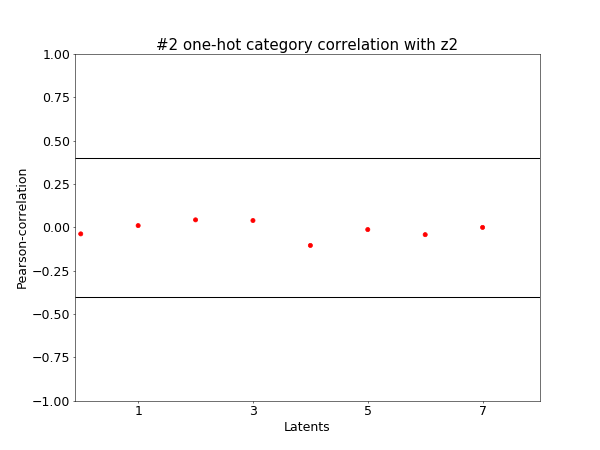 #2 one-hot category correlation with z2
1.00
0.75
0.50
0.25
0.00
−0.25
−0.50
−0.75
−1.00
Pearson-correlation
1 3 5 7
Latents